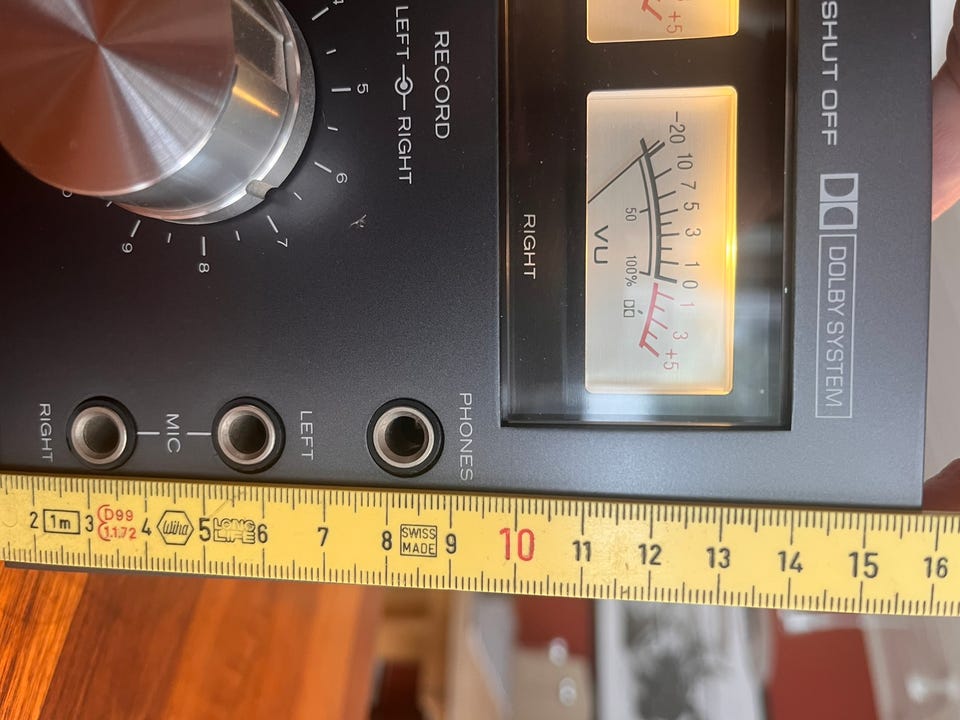 SHUT OFF
DOLBY SYSTEM
+5
-20 10 7 5 3 1 0 1 3 +5
50 100%
VU
RIGHT
RECORD
LEFT RIGHT
4 5 6 7 8 9
PHONES
LEFT
MIC
RIGHT
2 1m 3 D99 1.1.72 4 Wiha 5 LONG LIFE 6 7 8 SWISS MADE 9 10 11 12 13 14 15 16